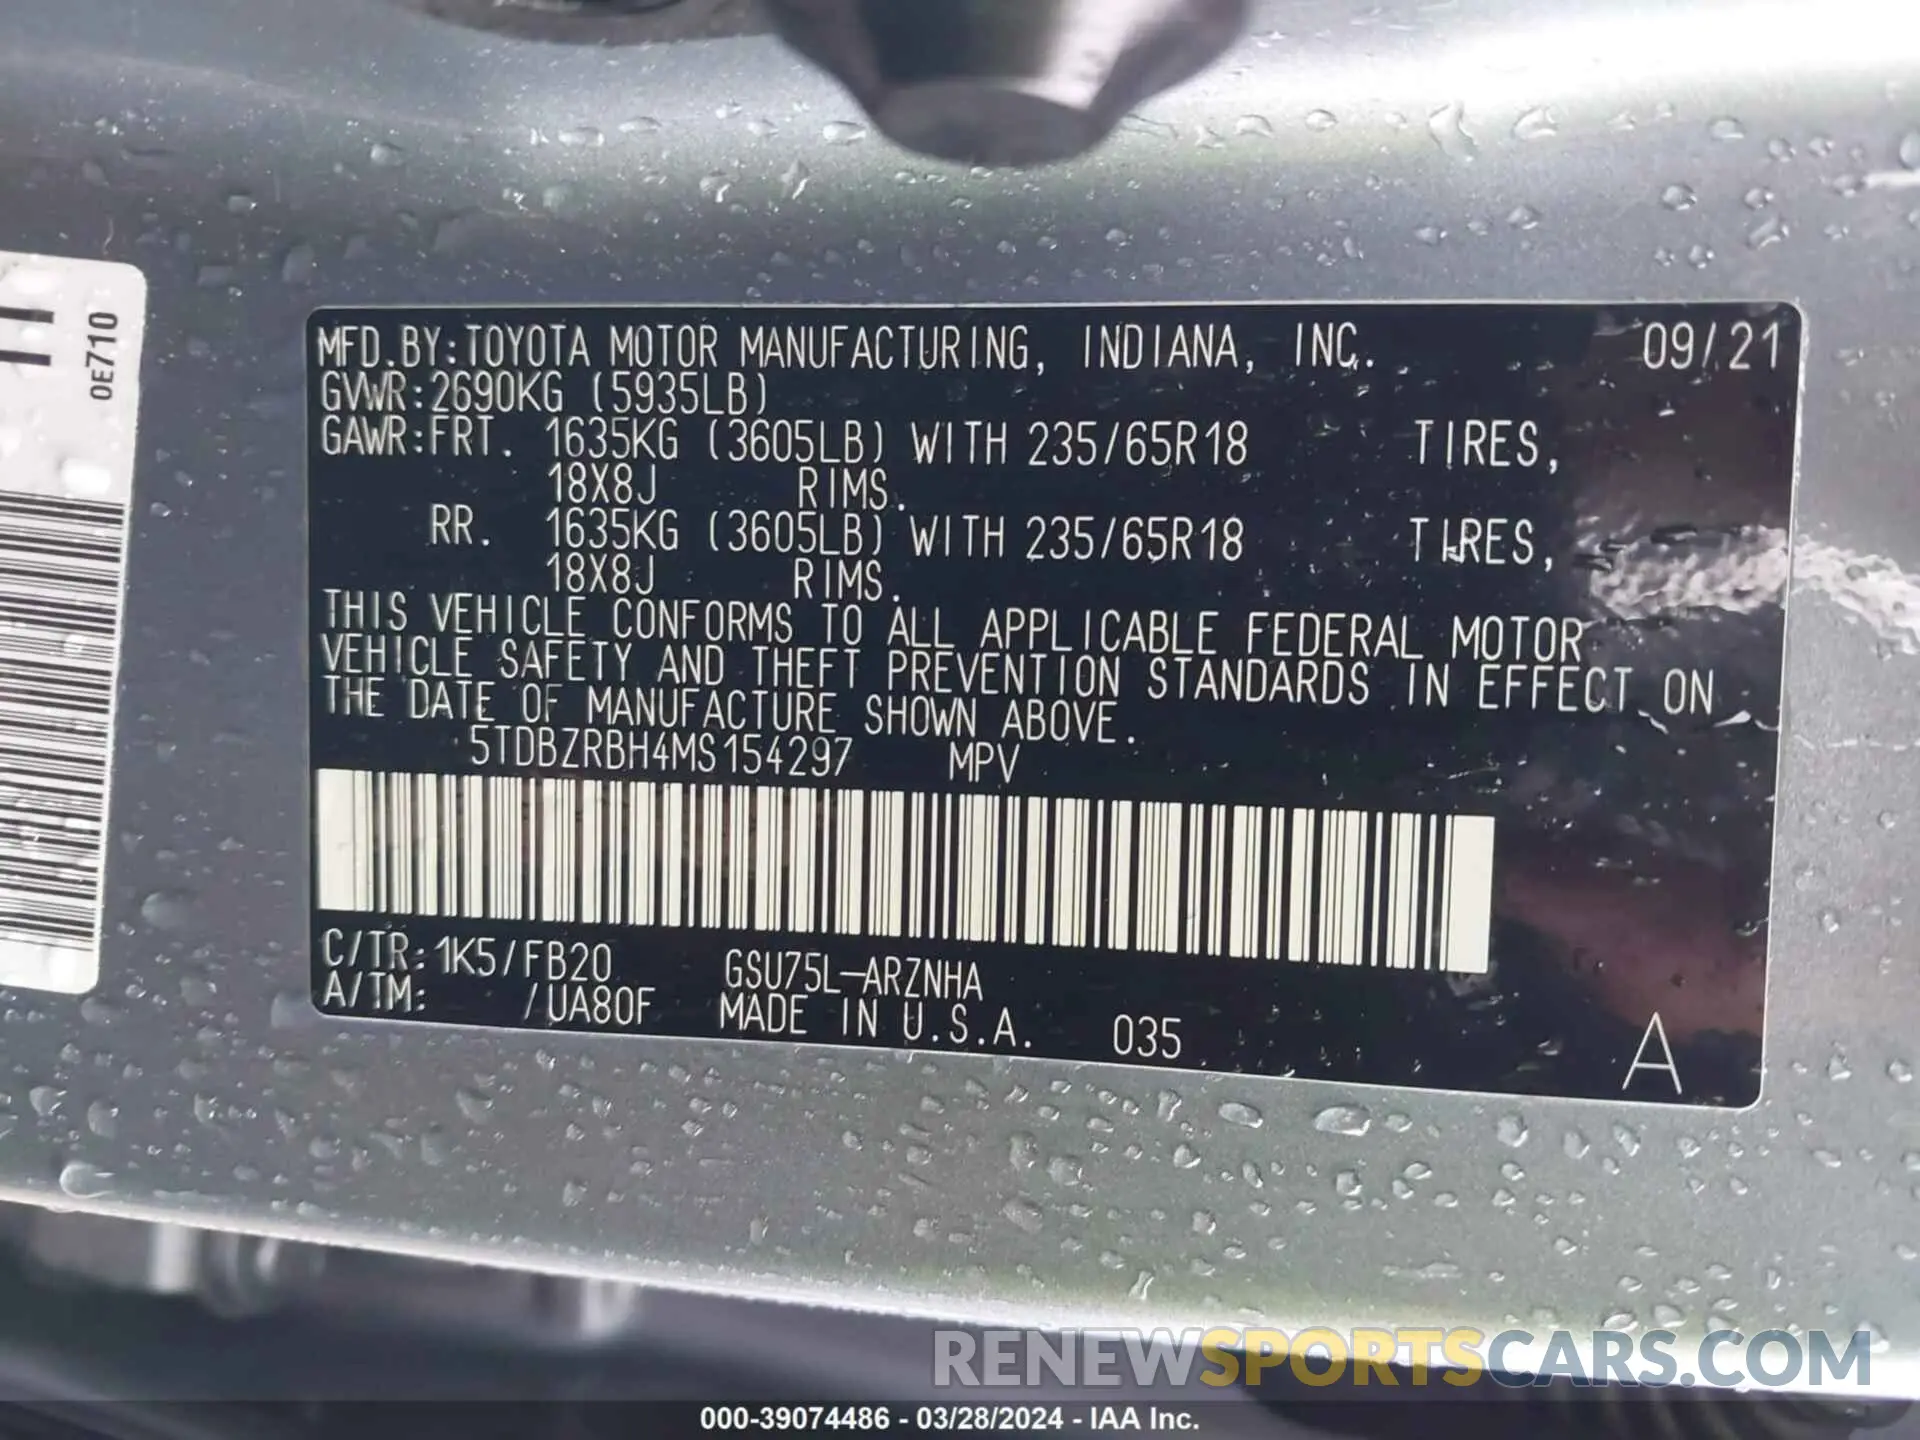 MFD.BY:TOYOTA MOTOR MANUFACTURING, INDIANA, INC. 09/21
GVWR:2690KG (5935LB)
GAWR:FRT. 1635KG (3605LB) WITH 235/65R18 TIRES,
18X8J RIMS.
RR. 1635KG (3605LB) WITH 235/65R18 TIRES,
18X8J RIMS.
THIS VEHICLE CONFORMS TO ALL APPLICABLE FEDERAL MOTOR
VEHICLE SAFETY AND THEFT PREVENTION STANDARDS IN EFFECT ON
THE DATE OF MANUFACTURE SHOWN ABOVE.
5TDBZRBH4MS154297 MPV
C/TR:1K5/FB20 GSU75L-ARZNHA
A/TM: /UA80F MADE IN U.S.A. 035
A
0E710
RENEWSPORTSCARS.COM
000-39074486 - 03/28/2024 - IAA Inc.